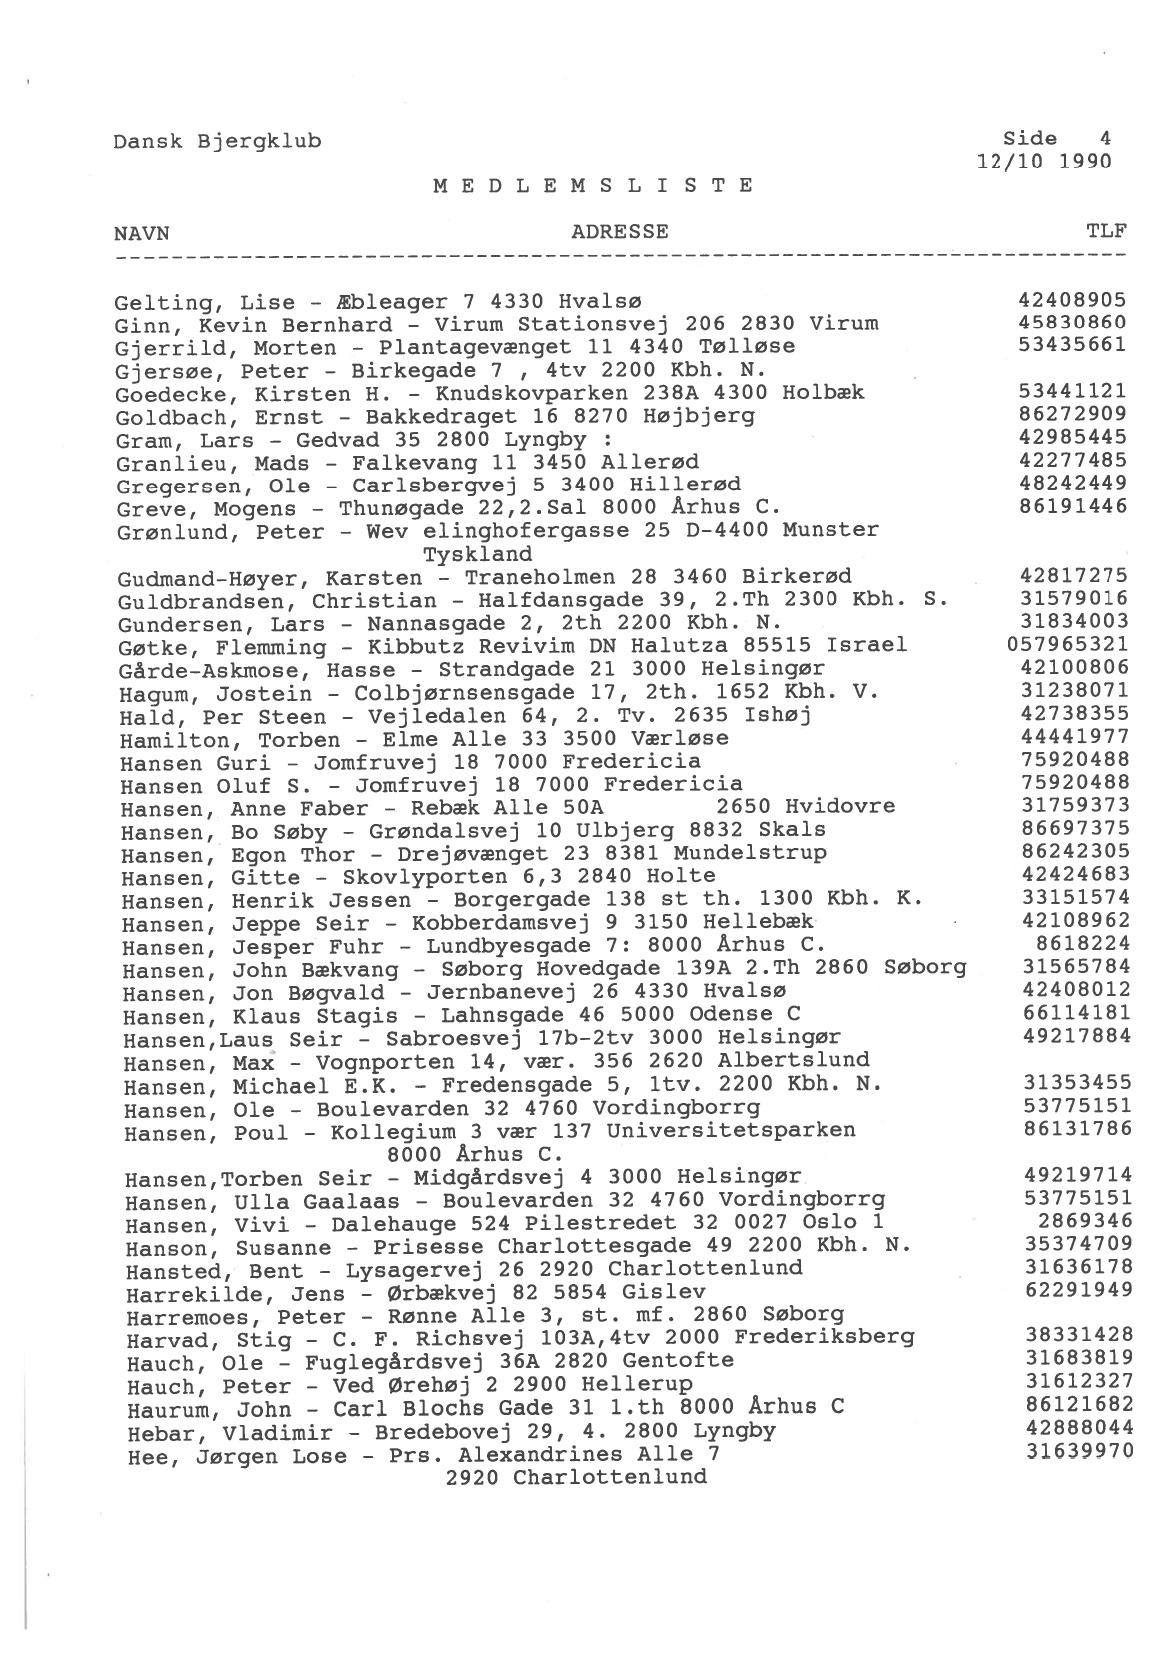 Dansk Bjergklub Side 4
12/10 1990
M E D L E M S L I S T E
NAVN ADRESSE TLF
--------------------------------------------------------------------------
Gelting, Lise - Æbleager 7 4330 Hvalsø 42408905
Ginn, Kevin Bernhard - Virum Stationsvej 206 2830 Virum 45830860
Gjerrild, Morten - Plantagevænget 11 4340 Tølløse 53435661
Gjersøe, Peter - Birkegade 7 , 4tv 2200 Kbh. N.
Goedecke, Kirsten H. - Knudskovparken 238A 4300 Holbæk 53441121
Goldbach, Ernst - Bakkedraget 16 8270 Højbjerg 86272909
Gram, Lars - Gedvad 35 2800 Lyngby : 42985445
Granlieu, Mads - Falkevang 11 3450 Allerød 42277485
Gregersen, Ole - Carlsbergvej 5 3400 Hillerød 48242449
Greve, Mogens - Thunøgade 22,2.Sal 8000 Århus C. 86191446
Grønlund, Peter - Wev elinghofergasse 25 D-4400 Munster
Tyskland
Gudmand-Høyer, Karsten - Traneholmen 28 3460 Birkerød 42817275
Guldbrandsen, Christian - Halfdansgade 39, 2.Th 2300 Kbh. S. 31579016
Gundersen, Lars - Nannasgade 2, 2th 2200 Kbh. N. 31834003
Gøtke, Flemming - Kibbutz Revivim DN Halutza 85515 Israel 057965321
Gårde-Askmose, Hasse - Strandgade 21 3000 Helsingør 42100806
Hagum, Jostein - Colbjørnsensgade 17, 2th. 1652 Kbh. V. 31238071
Hald, Per Steen - Vejledalen 64, 2. Tv. 2635 Ishøj 42738355
Hamilton, Torben - Elme Alle 33 3500 Værløse 44441977
Hansen Guri - Jomfruvej 18 7000 Fredericia 75920488
Hansen Oluf S. - Jomfruvej 18 7000 Fredericia 75920488
Hansen, Anne Faber - Rebæk Alle 50A 2650 Hvidovre 31759373
Hansen, Bo Søby - Grøndalsvej 10 Ulbjerg 8832 Skals 86697375
Hansen, Egon Thor - Drejøvænget 23 8381 Mundelstrup 86242305
Hansen, Gitte - Skovlyporten 6,3 2840 Holte 42424683
Hansen, Henrik Jessen - Borgergade 138 st th. 1300 Kbh. K. 33151574
Hansen, Jeppe Seir - Kobberdamsvej 9 3150 Hellebæk 42108962
Hansen, Jesper Fuhr - Lundbyesgade 7: 8000 Århus C. 8618224
Hansen, John Bækvang - Søborg Hovedgade 139A 2.Th 2860 Søborg 31565784
Hansen, Jon Bøgvald - Jernbanevej 26 4330 Hvalsø 42408012
Hansen, Klaus Stagis - Lahnsgade 46 5000 Odense C 66114181
Hansen,Laus Seir - Sabroesvej 17b-2tv 3000 Helsingør 49217884
Hansen, Max - Vognporten 14, vær. 356 2620 Albertslund
Hansen, Michael E.K. - Fredensgade 5, 1tv. 2200 Kbh. N. 31353455
Hansen, Ole - Boulevarden 32 4760 Vordingborrg 53775151
Hansen, Poul - Kollegium 3 vær 137 Universitetsparken 86131786
8000 Århus C.
Hansen,Torben Seir - Midgårdsvej 4 3000 Helsingør 49219714
Hansen, Ulla Gaalaas - Boulevarden 32 4760 Vordingborrg 53775151
Hansen, Vivi - Dalehauge 524 Pilestredet 32 0027 Oslo 1 2869346
Hanson, Susanne - Prisesse Charlottesgade 49 2200 Kbh. N. 35374709
Hansted, Bent - Lysagervej 26 2920 Charlottenlund 31636178
Harrekilde, Jens - Ørbækvej 82 5854 Gislev 62291949
Harremoes, Peter - Rønne Alle 3, st. mf. 2860 Søborg
Harvad, Stig - C. F. Richsvej 103A,4tv 2000 Frederiksberg 38331428
Hauch, Ole - Fuglegårdsvej 36A 2820 Gentofte 31683819
Hauch, Peter - Ved Ørehøj 2 2900 Hellerup 31612327
Haurum, John - Carl Blochs Gade 31 1.th 8000 Århus C 86121682
Hebar, Vladimir - Bredebovej 29, 4. 2800 Lyngby 42888044
Hee, Jørgen Lose - Prs. Alexandrines Alle 7 31639970
2920 Charlottenlund